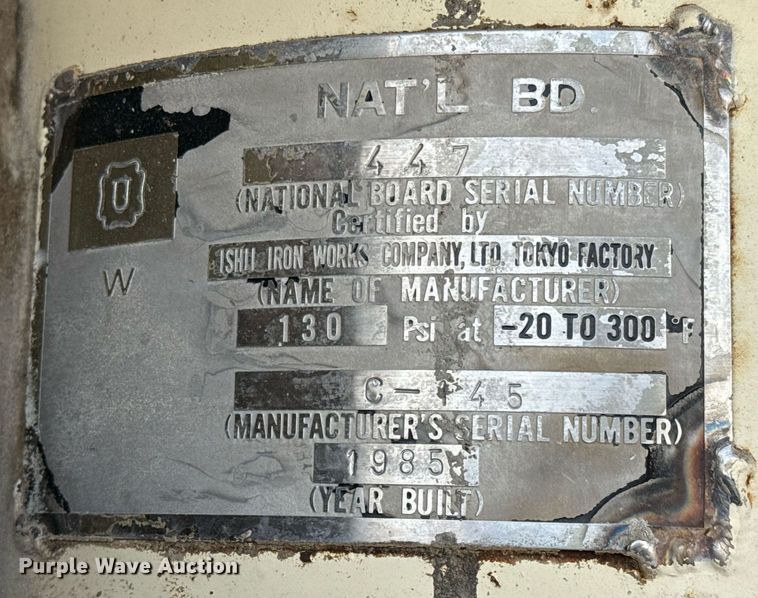 NAT'L BD.
447
(NATIONAL BOARD SERIAL NUMBER)
U
W
Certified by
ISHII IRON WORKS COMPANY, LTD. TOKYO FACTORY
(NAME OF MANUFACTURER)
130 Psi at -20 TO 300 °F
C-145
(MANUFACTURER'S SERIAL NUMBER)
1985
(YEAR BUILT)
Purple Wave Auction